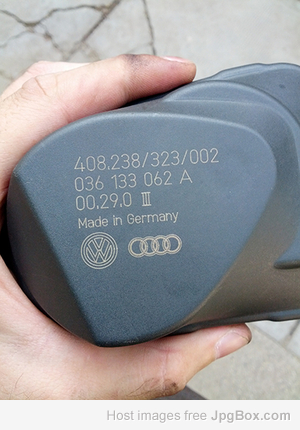 408.238/323/002
036 133 062 A
00.29.0 III
Made in Germany
VW
Host images free JpgBox.com